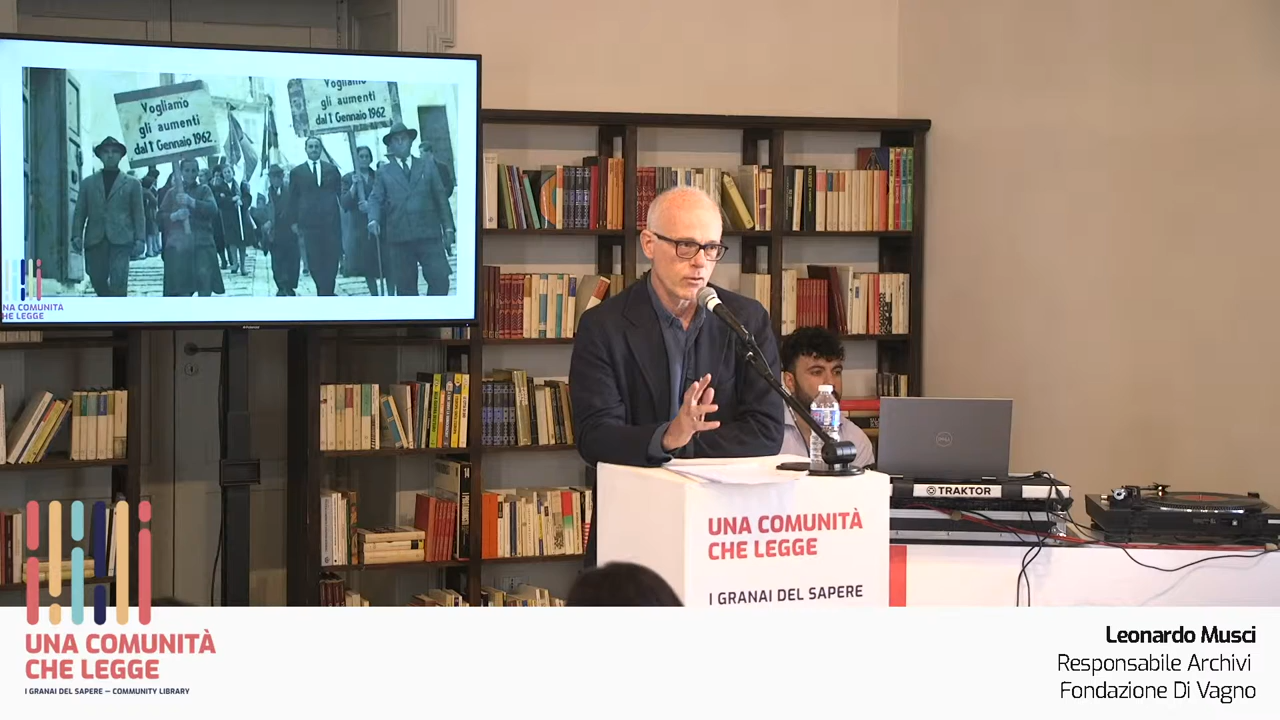 Vogliamo
gli aumenti
dal 1 Gennaio 1962
Vogliamo
gli aumenti
dal 1 Gennaio 1962
UNA COMUNITÀ
CHE LEGGE
TRAKTOR
DELL
UNA COMUNITÀ
CHE LEGGE
I GRANAI DEL SAPERE
UNA COMUNITÀ
CHE LEGGE
I GRANAI DEL SAPERE — COMMUNITY LIBRARY
Leonardo Musci
Responsabile Archivi
Fondazione Di Vagno